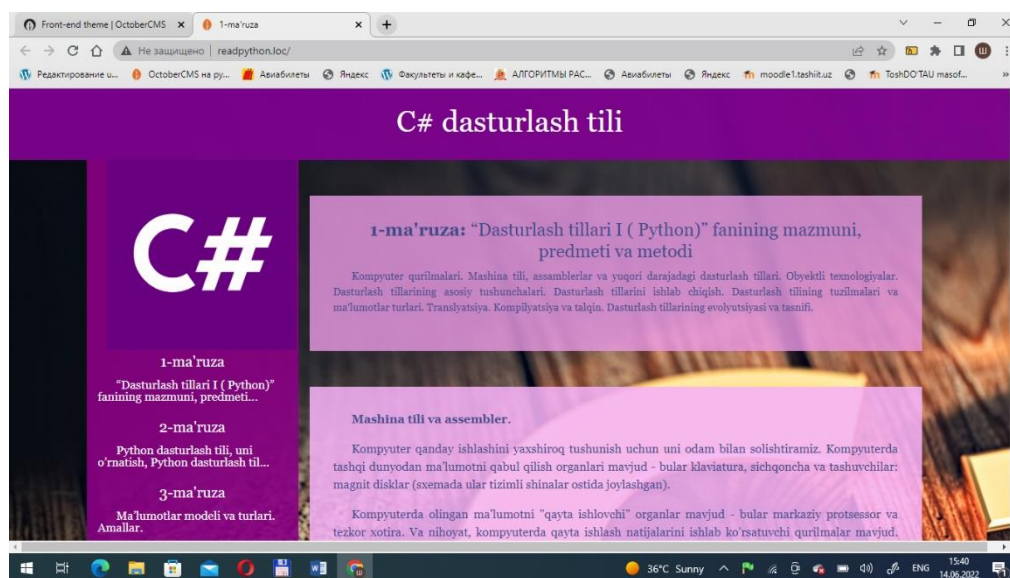 Front-end theme | OctoberCMS
1-ma'ruza
Не защищено | readpython.loc/
Редактирование и...
OctoberCMS на ру...
Авиабилеты
Яндекс
Факультеты и кафе...
АЛГОРИТМЫ РАС...
Авиабилеты
Яндекс
moodle1.tashiit.uz
ToshDO'TAU masof...
C# dasturlash tili
C#
1-ma'ruza
“Dasturlash tillari I ( Python)”
fanining mazmuni, predmeti...
2-ma'ruza
Python dasturlash tili, uni
o'rnatish, Python dasturlash til...
3-ma'ruza
Ma'lumotlar modeli va turlari.
Amallar.
1-ma'ruza: “Dasturlash tillari I ( Python)” fanining mazmuni,
predmeti va metodi
Kompyuter qurilmalari. Mashina tili, assamblerlar va yuqori darajadagi dasturlash tillari. Obyektli texnologiyalar.
Dasturlash tillarining asosiy tushunchalari. Dasturlash tillarini ishlab chiqish. Dasturlash tilining tuzilmalari va
ma'lumotlar turlari. Translyatsiya. Kompilyatsiya va talqin. Dasturlash tillarining evolyutsiyasi va tasnifi.
Mashina tili va assembler.
Kompyuter qanday ishlashini yaxshiroq tushunish uchun uni odam bilan solishtiramiz. Kompyuterda
tashqi dunyodan ma'lumotni qabul qilish organlari mavjud - bular klaviatura, sichqoncha va tashuvchilar:
magnit disklar (sxemada ular tizimli shinalar ostida joylashgan).
Kompyuterda olingan ma'lumotni "qayta ishlovchi" organlar mavjud - bular markaziy protsessor va
tezkor xotira. Va nihoyat, kompyuterda qayta ishlash natijalarini ishlab ko'rsatuvchi qurilmalar mavjud.
36°C Sunny
ENG
15:40
14.06.2022